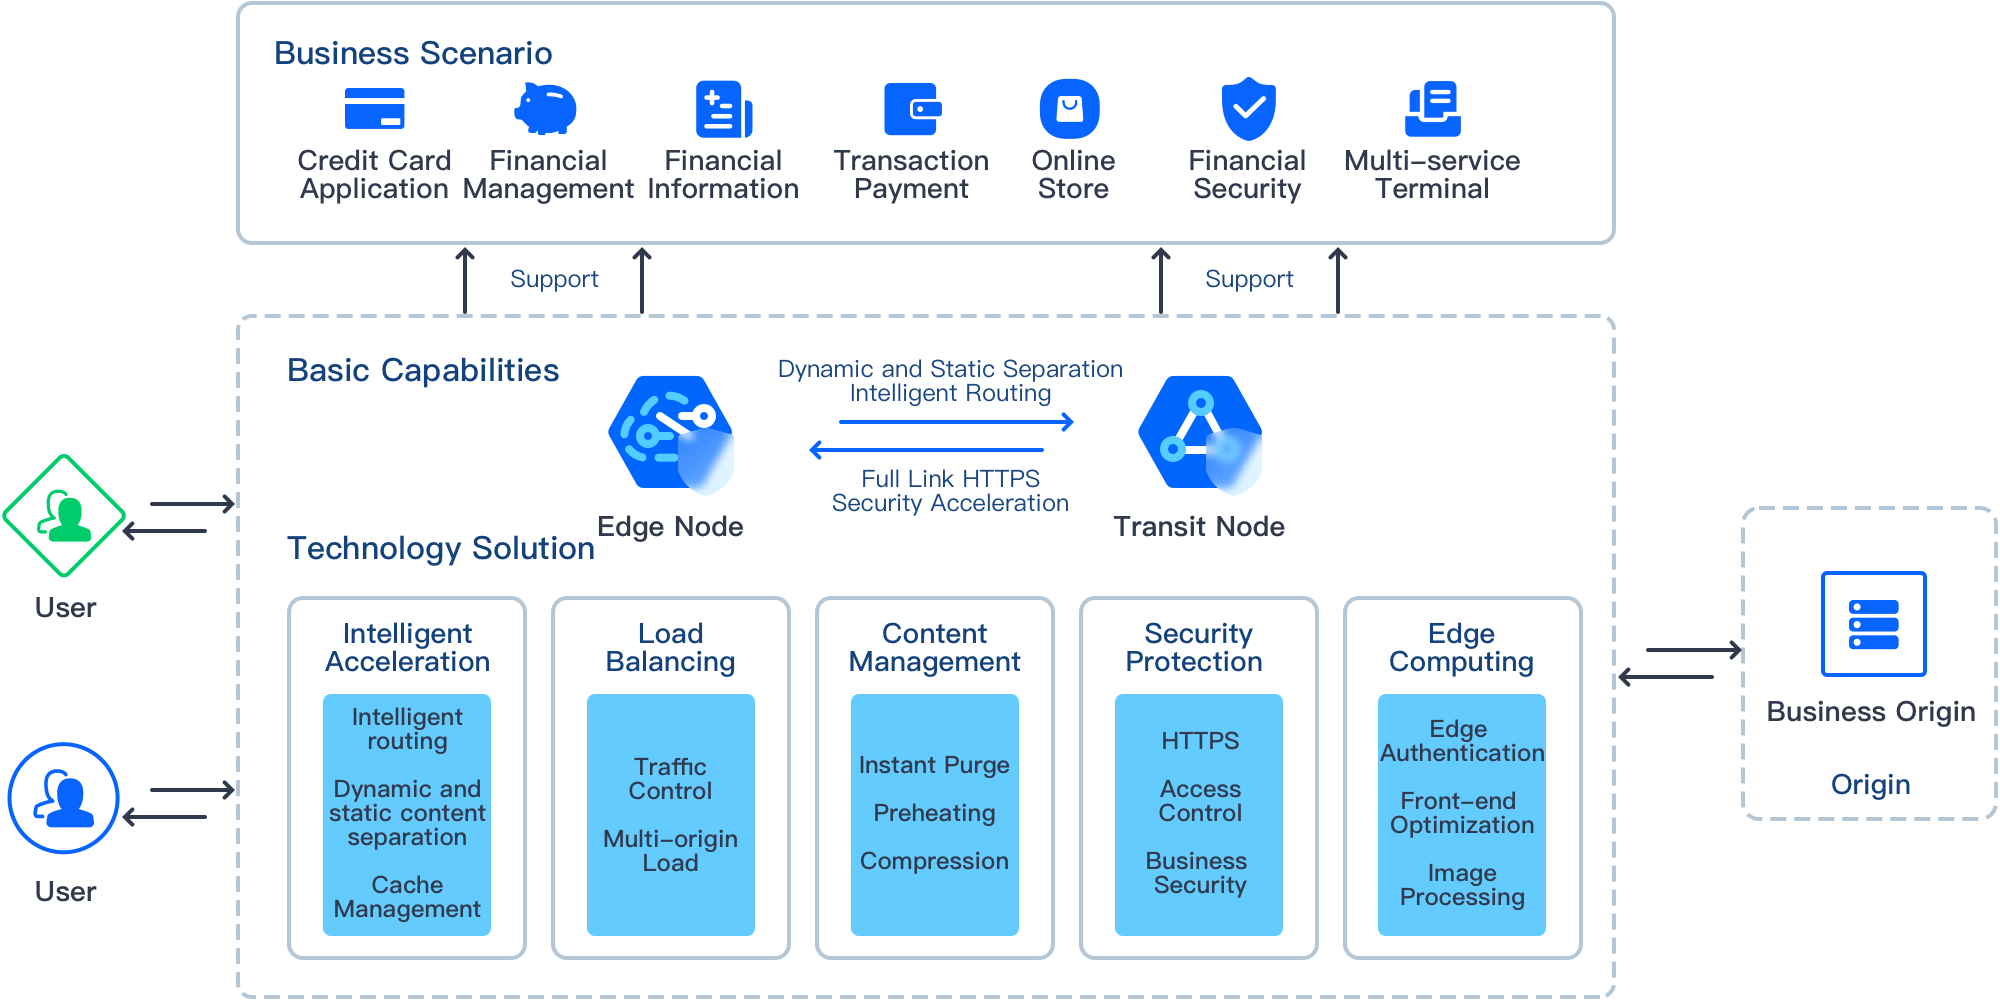 Business Scenario
Credit Card
Application
Financial
Management
Financial
Information
Transaction
Payment
Online
Store
Financial
Security
Multi-service
Terminal
Support
Support
Basic Capabilities
Dynamic and Static Separation
Intelligent Routing
Full Link HTTPS
Security Acceleration
Edge Node
Transit Node
Technology Solution
User
User
Intelligent
Acceleration
Intelligent
routing
Dynamic and
static content
separation
Cache
Management
Load
Balancing
Traffic
Control
Multi-origin
Load
Content
Management
Instant Purge
Preheating
Compression
Security
Protection
HTTPS
Access
Control
Business
Security
Edge
Computing
Edge
Authentication
Front-end
Optimization
Image
Processing
Business Origin
Origin